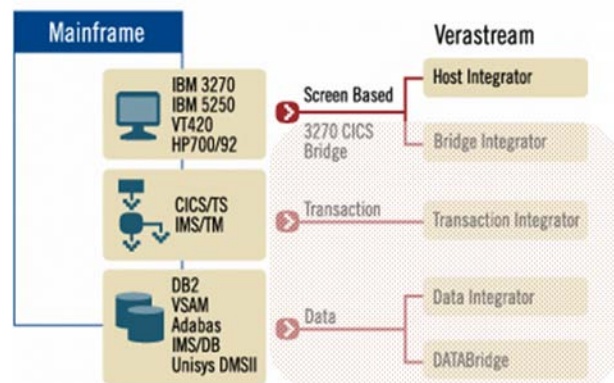 Mainframe
Verastream
IBM 3270
IBM 5250
VT420
HP700/92
Screen Based
3270 CICS
Bridge
Host Integrator
Bridge Integrator
CICS/TS
IMS/TM
Transaction
Transaction Integrator
DB2
VSAM
Adabas
IMS/DB
Unisys DMSII
Data
Data Integrator
DATABridge